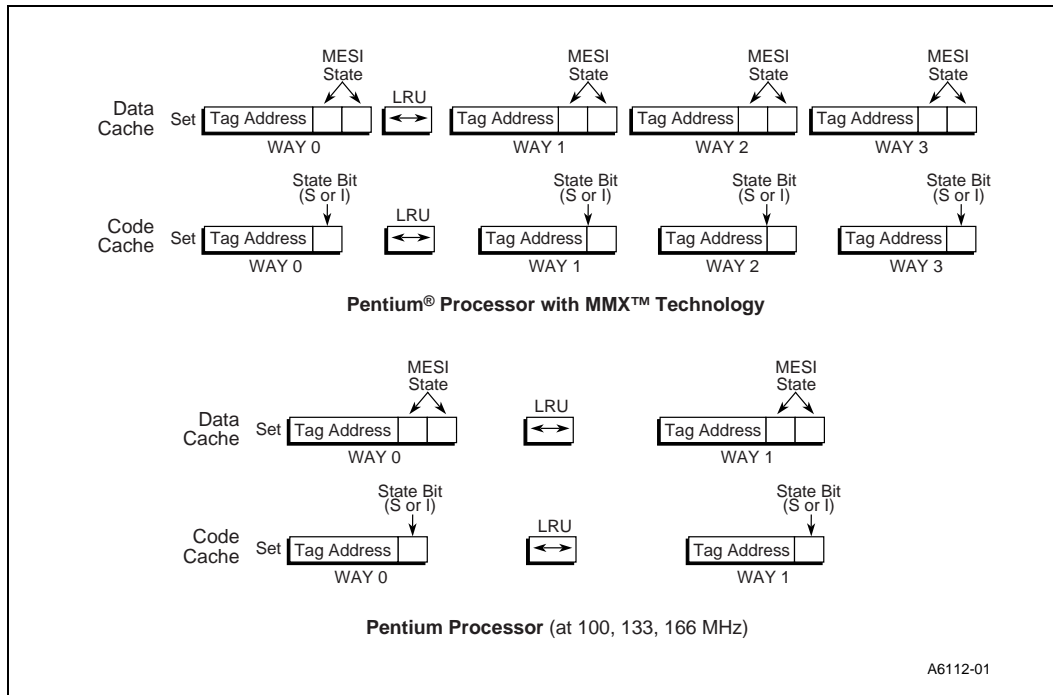 MESI State MESI State MESI State MESI State
Data Cache Set Tag Address LRU Tag Address Tag Address Tag Address
WAY 0 WAY 1 WAY 2 WAY 3
State Bit (S or I) State Bit (S or I) State Bit (S or I) State Bit (S or I)
Code Cache Set Tag Address LRU Tag Address Tag Address Tag Address
WAY 0 WAY 1 WAY 2 WAY 3
Pentium® Processor with MMX™ Technology
MESI State MESI State
Data Cache Set Tag Address LRU Tag Address
WAY 0 WAY 1
State Bit (S or I) State Bit (S or I)
Code Cache Set Tag Address LRU Tag Address
WAY 0 WAY 1
Pentium Processor (at 100, 133, 166 MHz)
A6112-01